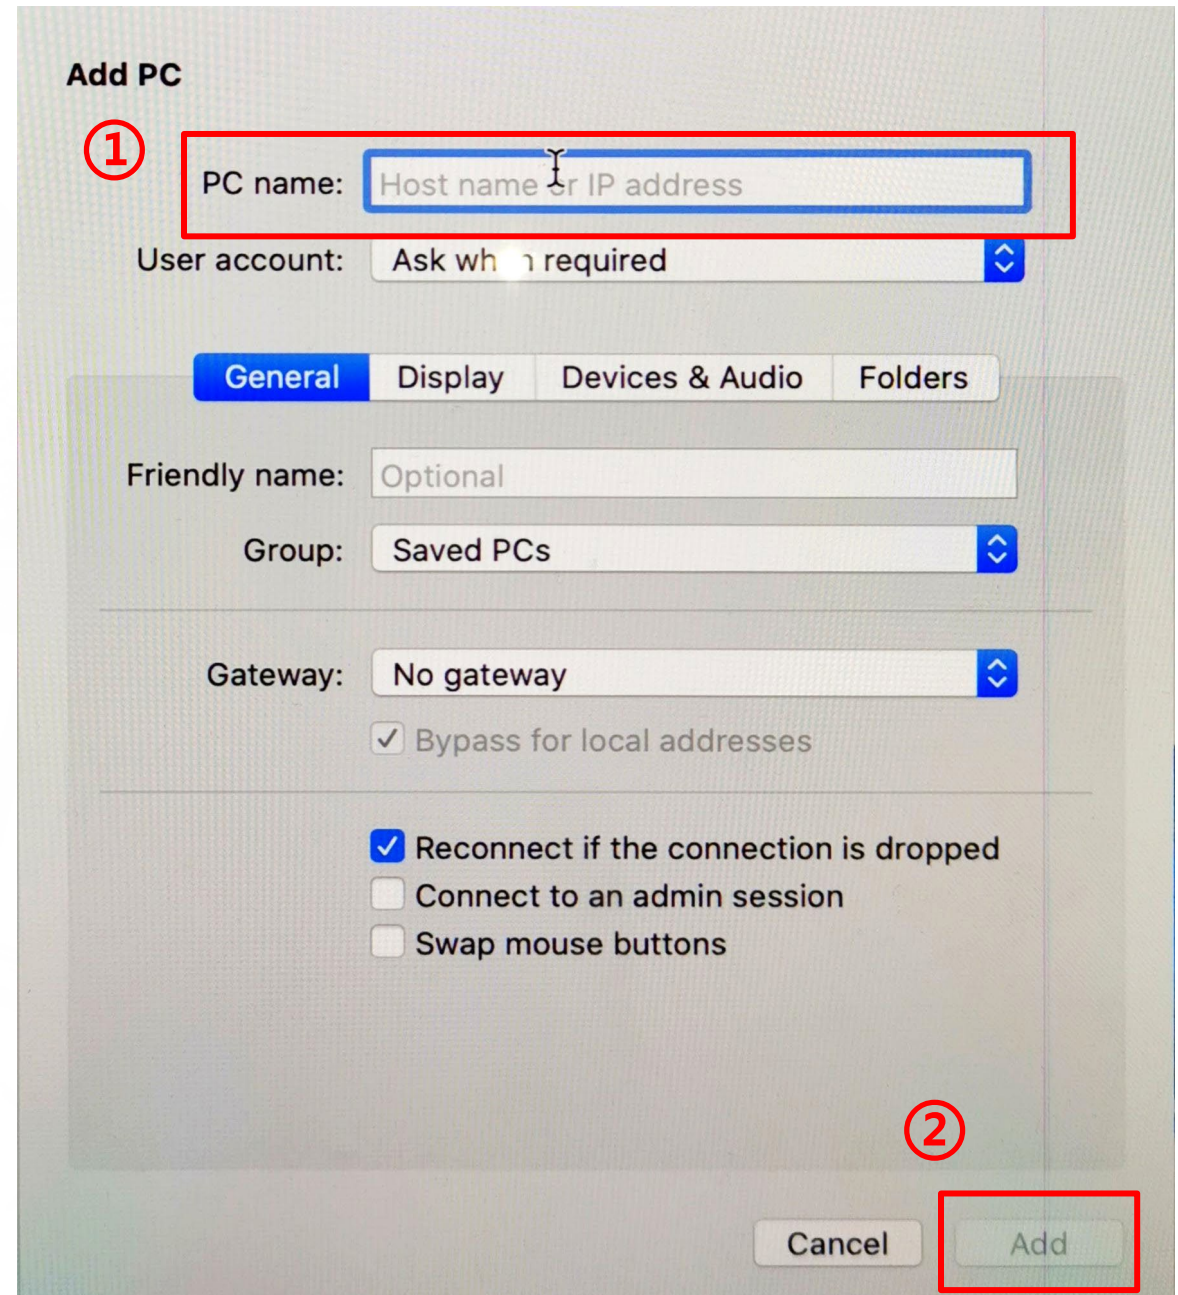 Add PC
①
PC name: Host name or IP address
User account: Ask when required
General Display Devices & Audio Folders
Friendly name: Optional
Group: Saved PCs
Gateway: No gateway
Bypass for local addresses
Reconnect if the connection is dropped
Connect to an admin session
Swap mouse buttons
②
Cancel Add